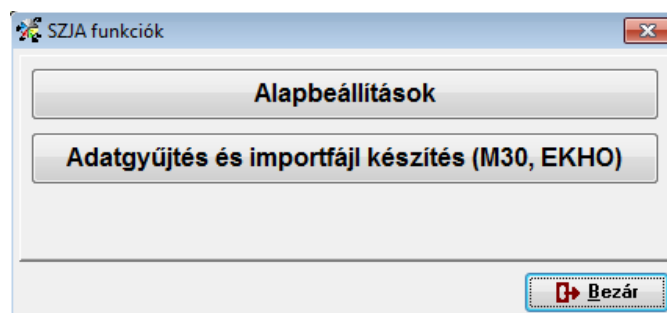 SZJA funkciók
Alapbeállítások
Adatgyűjtés és importfájl készítés (M30, EKHO)
Bezár